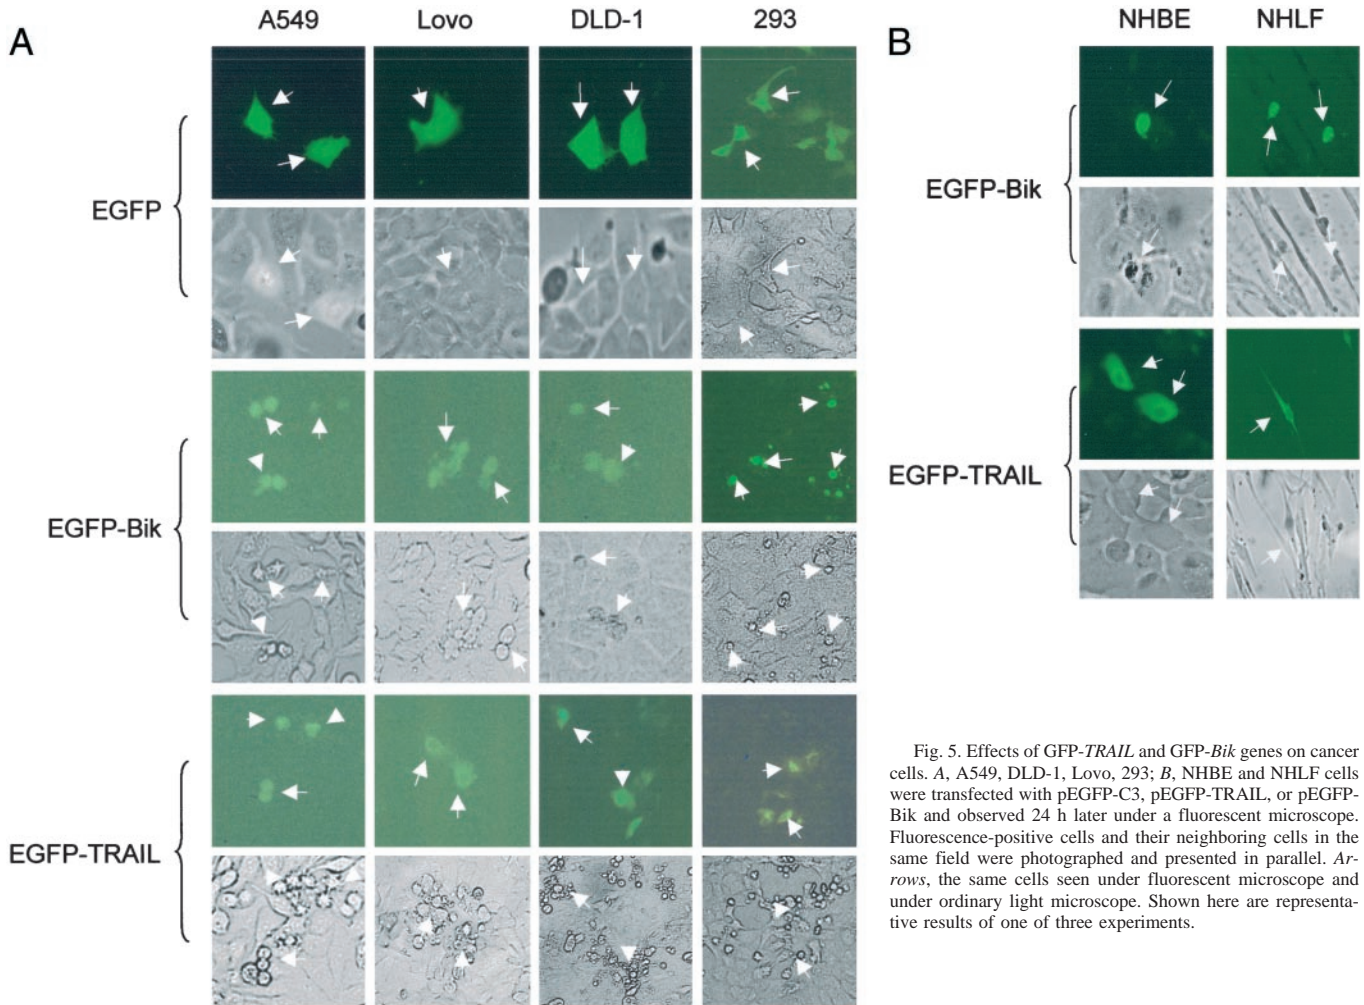 A
A549 Lovo DLD-1 293
EGFP
EGFP-Bik
EGFP-TRAIL
B
NHBE NHLF
EGFP-Bik
EGFP-TRAIL
Fig. 5. Effects of GFP-TRAIL and GFP-Bik genes on cancer
cells. A, A549, DLD-1, Lovo, 293; B, NHBE and NHLF cells
were transfected with pEGFP-C3, pEGFP-TRAIL, or pEGFP-
Bik and observed 24 h later under a fluorescent microscope.
Fluorescence-positive cells and their neighboring cells in the
same field were photographed and presented in parallel. Ar-
rows, the same cells seen under fluorescent microscope and
under ordinary light microscope. Shown here are representa-
tive results of one of three experiments.